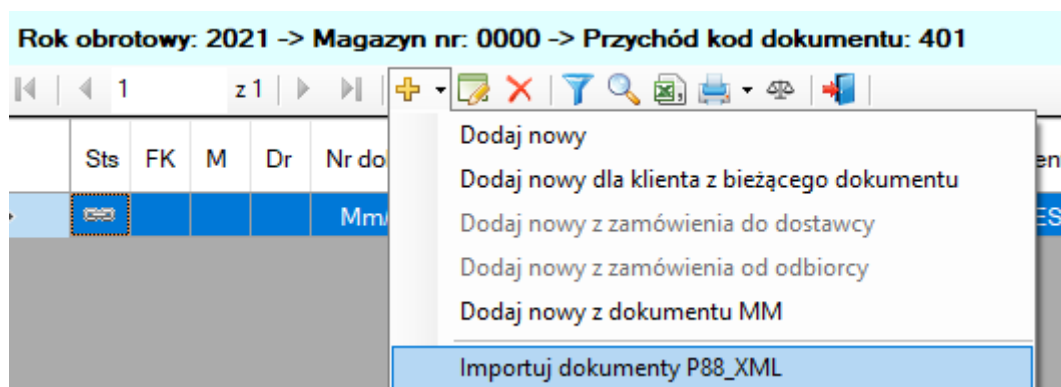 Rok obrotowy: 2021 -> Magazyn nr: 0000 -> Przychód kod dokumentu: 401
1 z 1
Dodaj nowy
Sts FK M Dr Nr
Dodaj nowy dla klienta z bieżącego dokumentu
Dodaj nowy z zamówienia do dostawcy
Dodaj nowy z zamówienia od odbiorcy
Dodaj nowy z dokumentu MM
Importuj dokumenty P88_XML